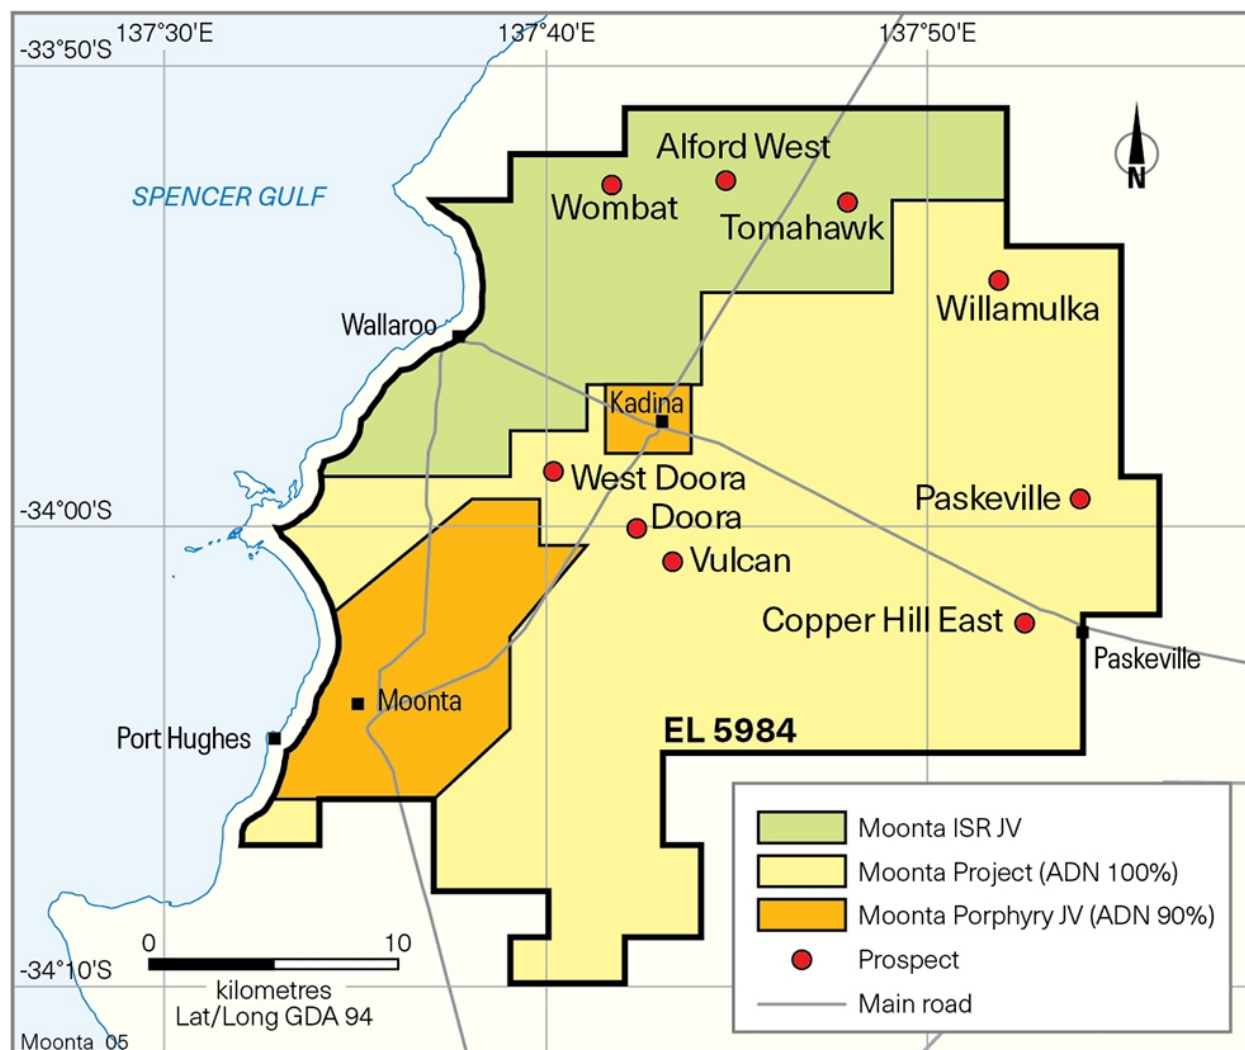 137°30'E
137°40'E
137°50'E
-33°50'S
Alford West
SPENCER GULF
Wombat
Tomahawk
N
Willamulka
Wallaroo
Kadina
West Doora
Paskeville
-34°00'S
Doora
Vulcan
Copper Hill East
Paskeville
Moonta
Port Hughes
EL 5984
Moonta ISR JV
Moonta Project (ADN 100%)
Moonta Porphyry JV (ADN 90%)
Prospect
Main road
0 10
kilometres
Lat/Long GDA 94
-34°10'S
Moonta_05